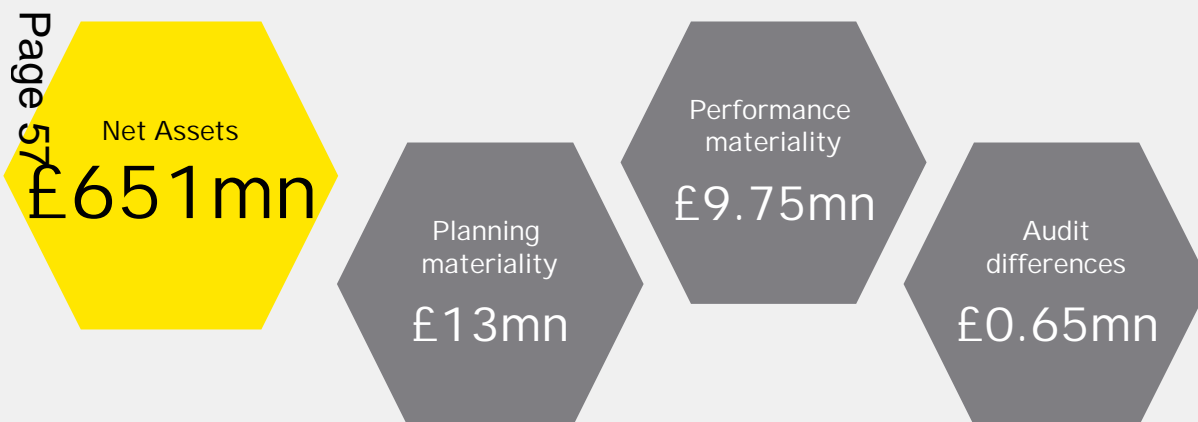 Page 57
Net Assets
£651mn
Planning
materiality
£13mn
Performance
materiality
£9.75mn
Audit
differences
£0.65mn